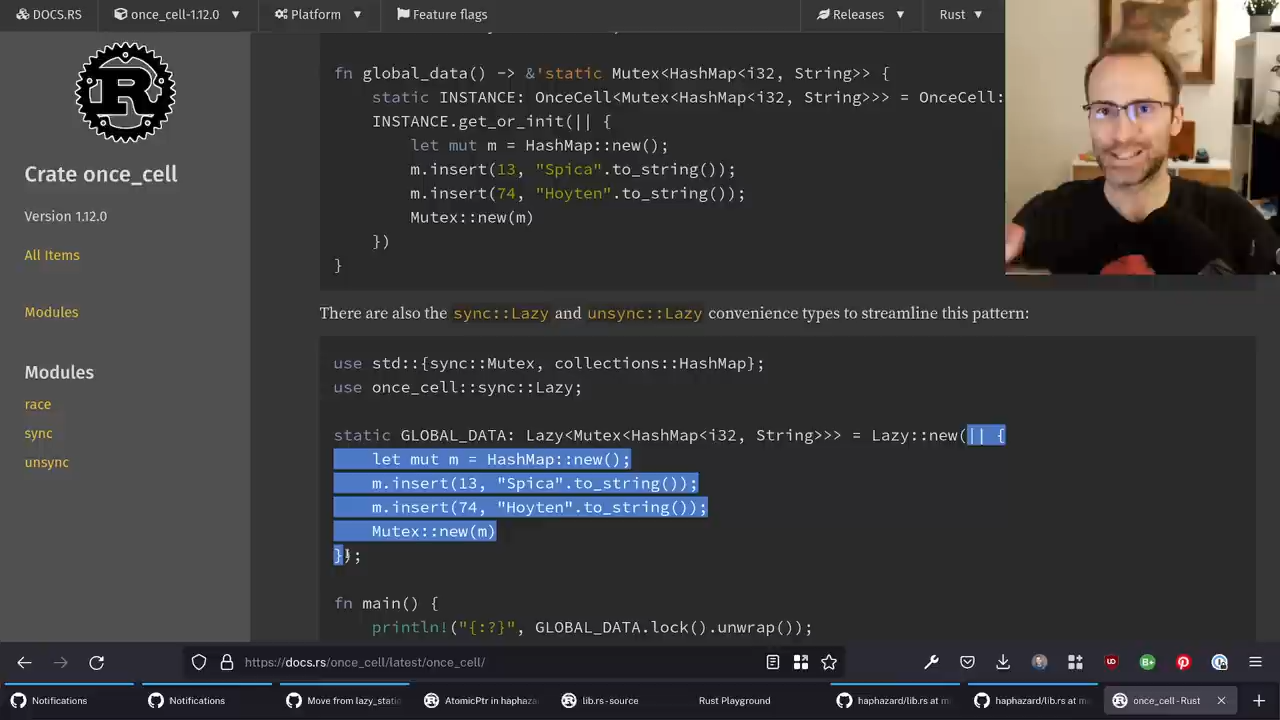 DOCS.RS once_cell-1.12.0 Platform Feature flags Releases Rust
Crate once_cell
Version 1.12.0
All Items
Modules
Modules
race
sync
unsync
fn global_data() -> &'static Mutex<HashMap<i32, String>> {
static INSTANCE: OnceCell<Mutex<HashMap<i32, String>>> = OnceCell:
INSTANCE.get_or_init(|| {
let mut m = HashMap::new();
m.insert(13, "Spica".to_string());
m.insert(74, "Hoyten".to_string());
Mutex::new(m)
})
}
There are also the sync::Lazy and unsync::Lazy convenience types to streamline this pattern:
use std::{sync::Mutex, collections::HashMap};
use once_cell::sync::Lazy;
static GLOBAL_DATA: Lazy<Mutex<HashMap<i32, String>>> = Lazy::new(|| {
let mut m = HashMap::new();
m.insert(13, "Spica".to_string());
m.insert(74, "Hoyten".to_string());
Mutex::new(m)
});
fn main() {
println!("{:?}", GLOBAL_DATA.lock().unwrap());
https://docs.rs/once_cell/latest/once_cell/
Notifications Notifications Move from lazy_static AtomicPtr in haphaza lib.rs - source Rust Playground haphazard/lib.rs at m haphazard/lib.rs at m once_cell - Rust